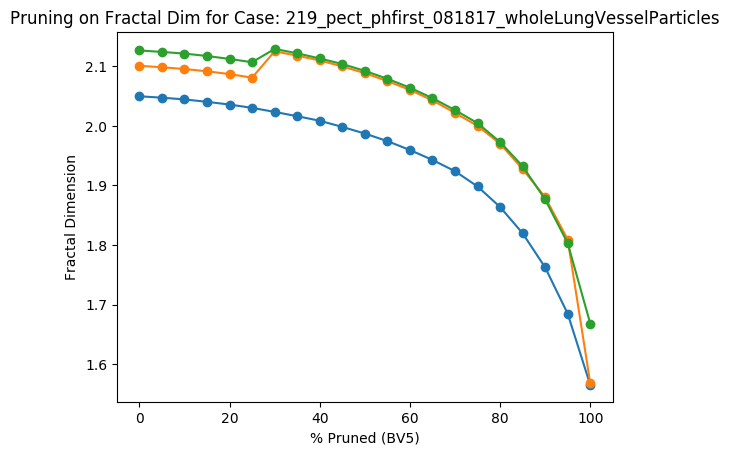 Pruning on Fractal Dim for Case: 219_pect_phfirst_081817_wholeLungVesselParticles
Fractal Dimension
2.1
2.0
1.9
1.8
1.7
1.6
0 20 40 60 80 100
% Pruned (BV5)